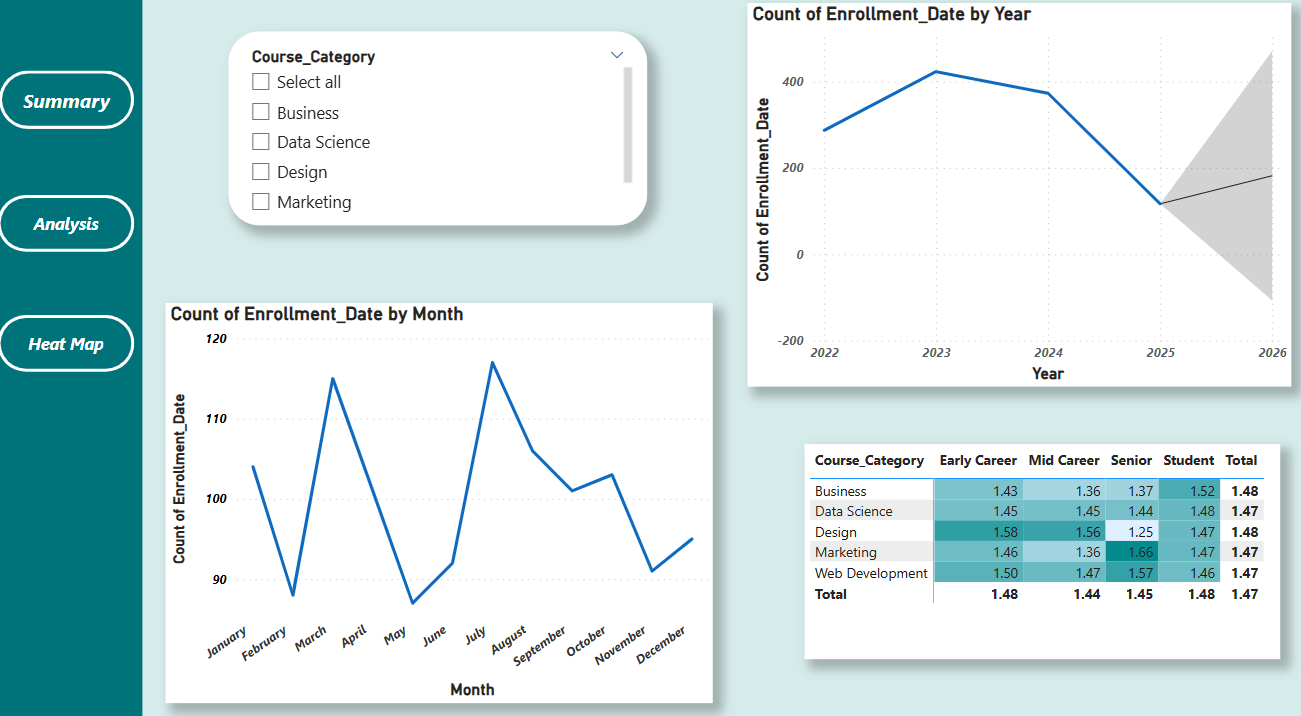 Summary
Analysis
Heat Map
Course_Category
Select all
Business
Data Science
Design
Marketing
Count of Enrollment_Date by Year
Count of Enrollment_Date
400
200
0
-200
2022 2023 2024 2025 2026
Year
Count of Enrollment_Date by Month
Count of Enrollment_Date
120
110
100
90
January February March April May June July August September October November December
Month
Course_Category Early Career Mid Career Senior Student Total
Business 1.43 1.36 1.37 1.52 1.48
Data Science 1.45 1.45 1.44 1.48 1.47
Design 1.58 1.56 1.25 1.47 1.48
Marketing 1.46 1.36 1.66 1.47 1.47
Web Development 1.50 1.47 1.57 1.46 1.47
Total 1.48 1.44 1.45 1.48 1.47